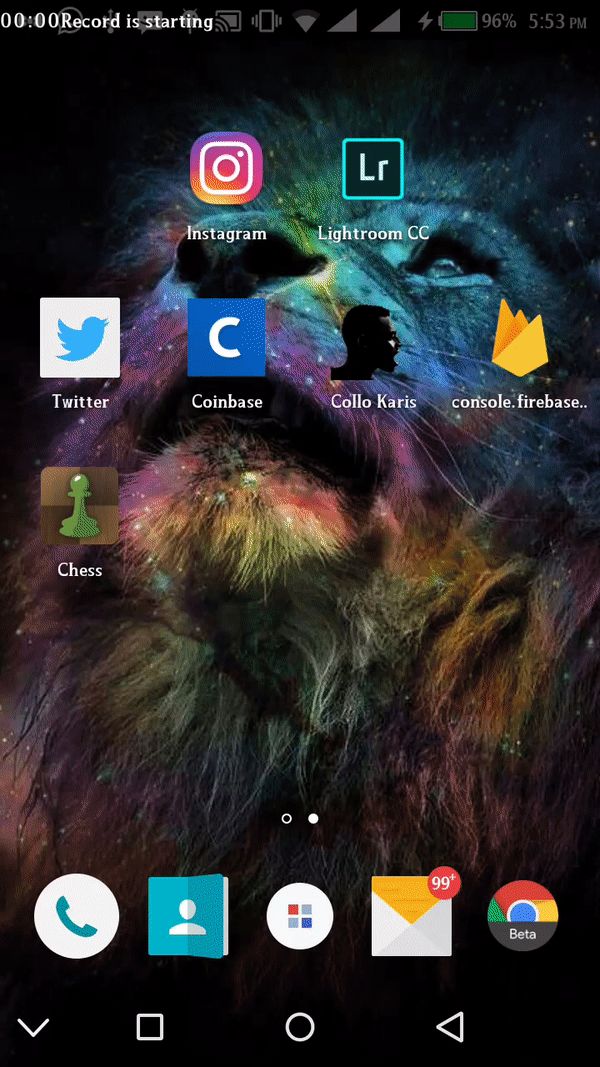 00:00Record is starting
96%
5:53 PM
Lr
Instagram
Lightroom CC
Twitter
Coinbase
Collo Karis
console.firebase..
Chess
99+
Beta